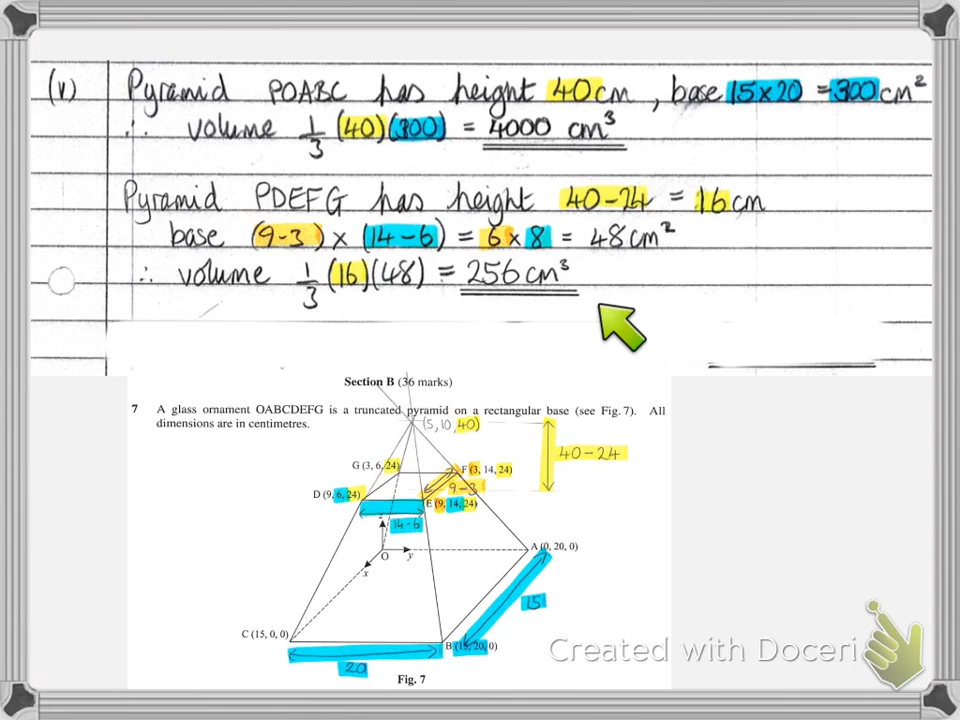 (v) Pyramid POABC has height 40cm, base 15×20 = 300cm²
∴ volume 1/3 (40)(300) = 4000 cm³
Pyramid PDEFG has height 40-24 = 16cm
base (9-3) × (14-6) = 6 × 8 = 48cm²
∴ volume 1/3 (16)(48) = 256cm³
Section B (36 marks)
7 A glass ornament OABCDEFG is a truncated pyramid on a rectangular base (see Fig. 7). All
dimensions are in centimetres.
(5,10,40)
40-24
G (3, 6, 24)
F (3, 14, 24)
9-3
D (9, 6, 24)
E (9, 14, 24)
14-6
z
O
y
A (0, 20, 0)
x
15
C (15, 0, 0)
B (15, 20, 0)
20
Fig. 7
Created with Doceri